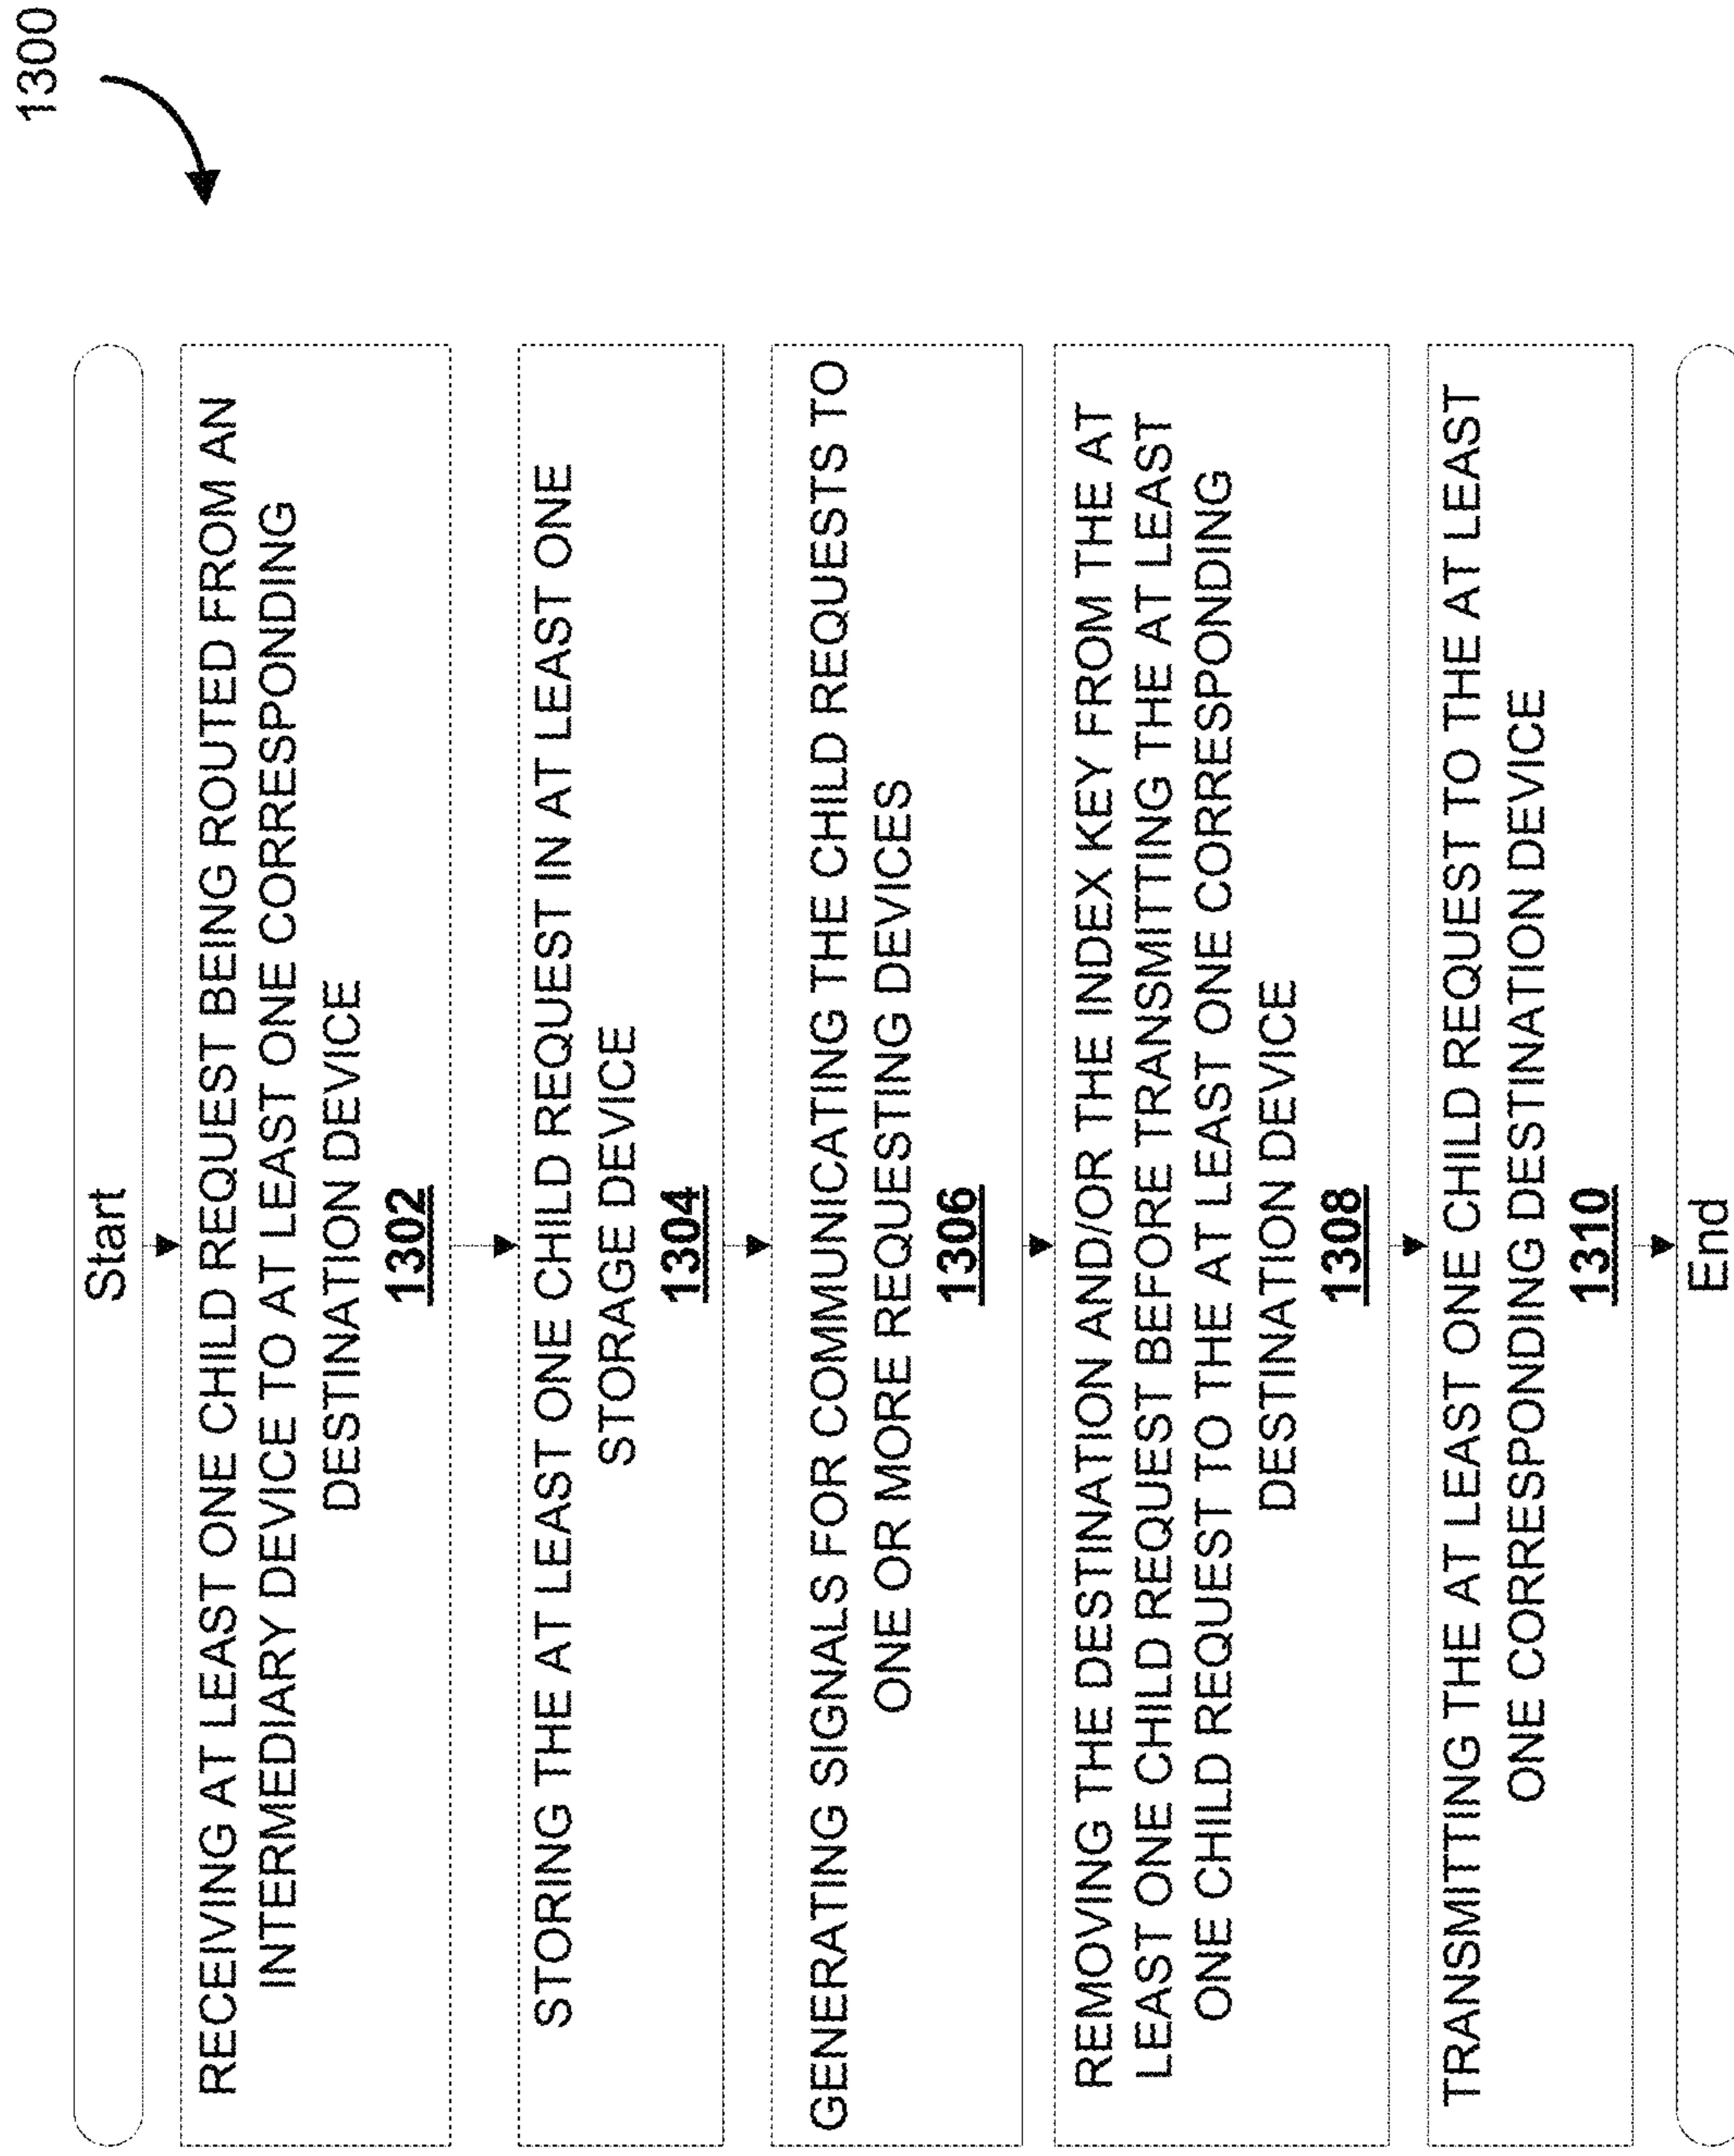 1300
Start
RECEIVING AT LEAST ONE CHILD REQUEST BEING ROUTED FROM AN
INTERMEDIARY DEVICE TO AT LEAST ONE CORRESPONDING
DESTINATION DEVICE
1302
STORING THE AT LEAST ONE CHILD REQUEST IN AT LEAST ONE
STORAGE DEVICE
1304
GENERATING SIGNALS FOR COMMUNICATING THE CHILD REQUESTS TO
ONE OR MORE REQUESTING DEVICES
1306
REMOVING THE DESTINATION AND/OR THE INDEX KEY FROM THE AT
LEAST ONE CHILD REQUEST BEFORE TRANSMITTING THE AT LEAST
ONE CHILD REQUEST TO THE AT LEAST ONE CORRESPONDING
DESTINATION DEVICE
1308
TRANSMITTING THE AT LEAST ONE CHILD REQUEST TO THE AT LEAST
ONE CORRESPONDING DESTINATION DEVICE
1310
End